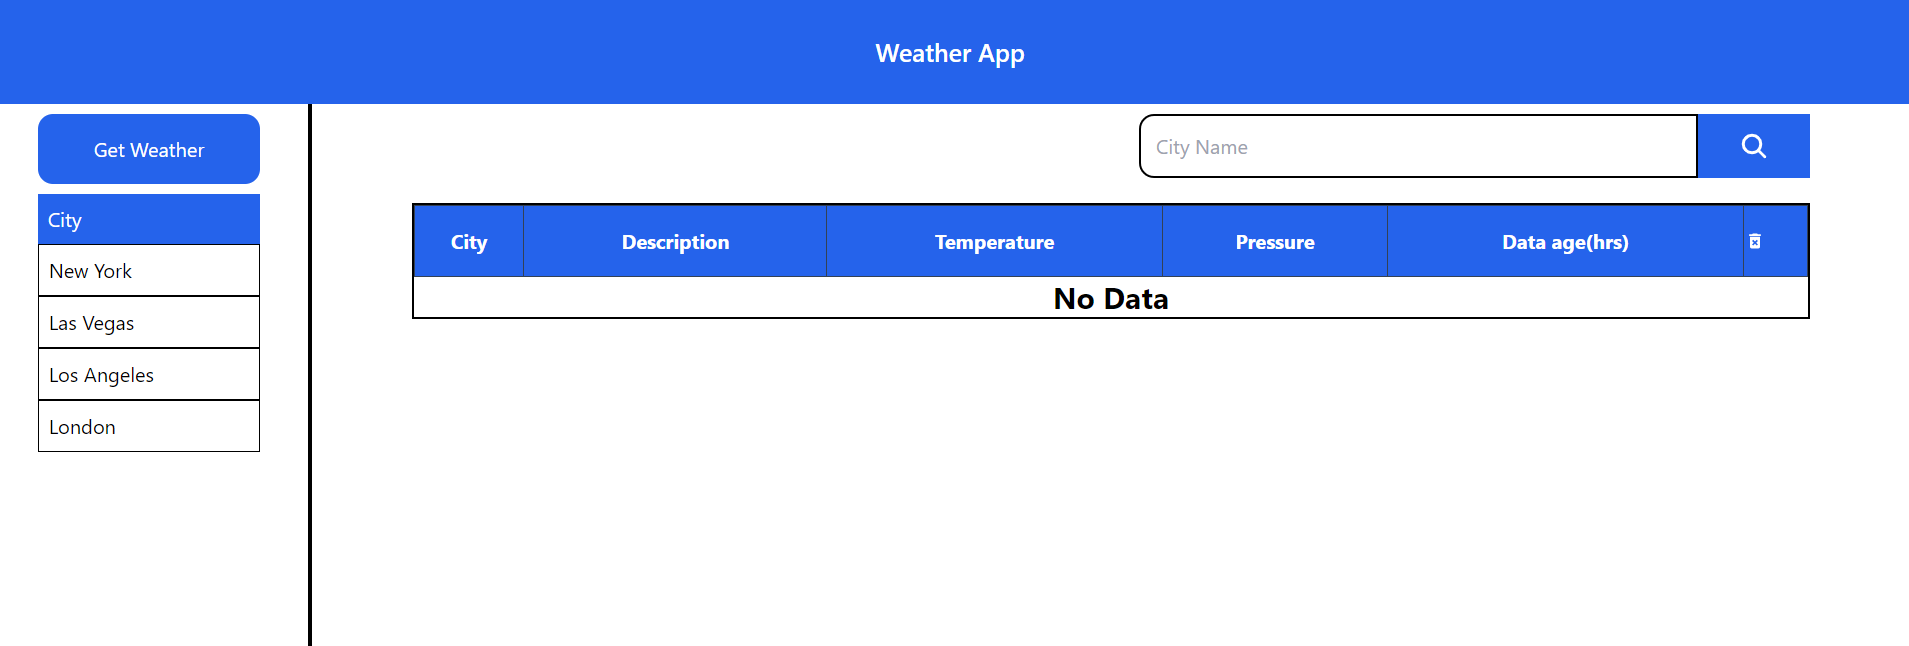 Weather App
Get Weather
City
New York
Las Vegas
Los Angeles
London
City Name
City Description Temperature Pressure Data age(hrs)
No Data